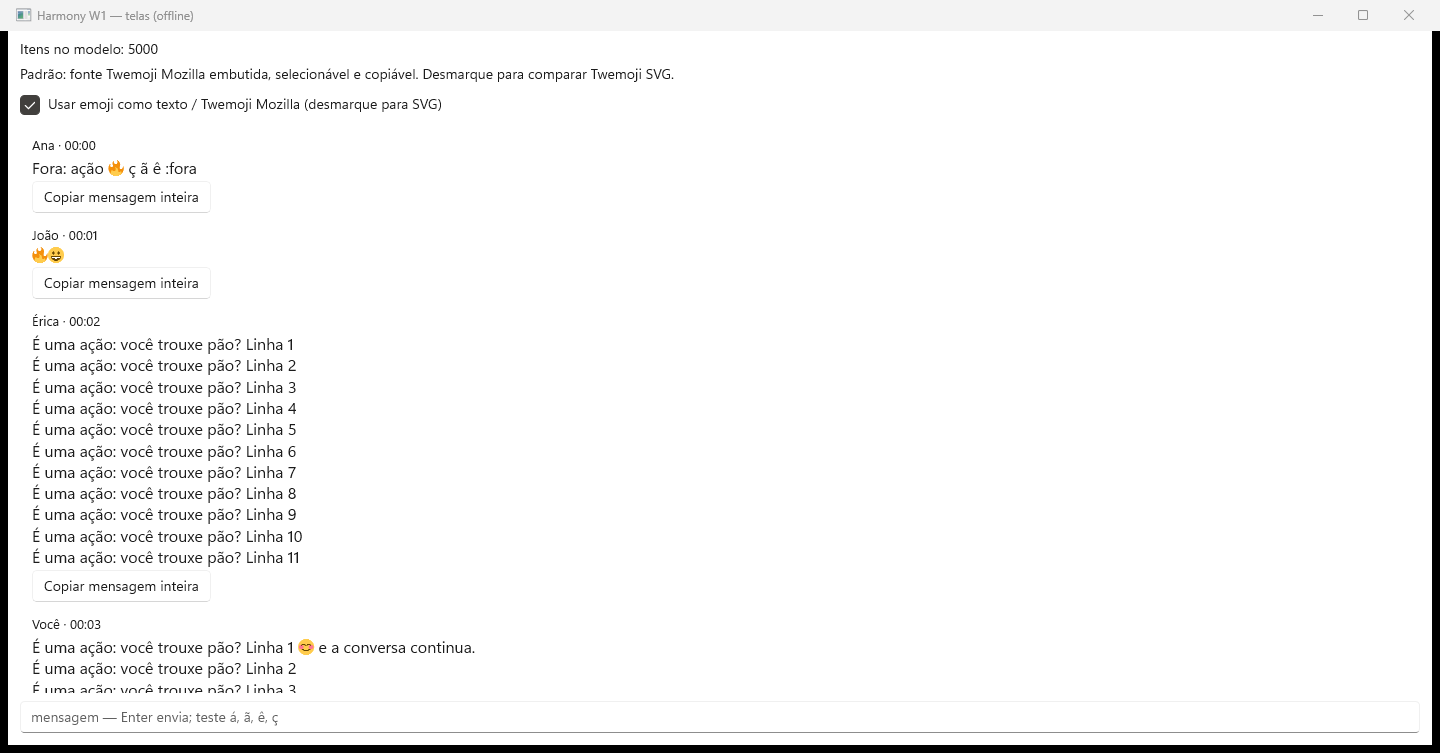 Harmony W1 — telas (offline)
Itens no modelo: 5000
Padrão: fonte Twemoji Mozilla embutida, selecionável e copiável. Desmarque para comparar Twemoji SVG.
Usar emoji como texto / Twemoji Mozilla (desmarque para SVG)
Ana · 00:00
Fora: ação 🔥 ç ã ê :fora
Copiar mensagem inteira
João · 00:01
🔥😀
Copiar mensagem inteira
Érica · 00:02
É uma ação: você trouxe pão? Linha 1
É uma ação: você trouxe pão? Linha 2
É uma ação: você trouxe pão? Linha 3
É uma ação: você trouxe pão? Linha 4
É uma ação: você trouxe pão? Linha 5
É uma ação: você trouxe pão? Linha 6
É uma ação: você trouxe pão? Linha 7
É uma ação: você trouxe pão? Linha 8
É uma ação: você trouxe pão? Linha 9
É uma ação: você trouxe pão? Linha 10
É uma ação: você trouxe pão? Linha 11
Copiar mensagem inteira
Você · 00:03
É uma ação: você trouxe pão? Linha 1 😊 e a conversa continua.
É uma ação: você trouxe pão? Linha 2
É uma ação: você trouxe pão? Linha 3
mensagem — Enter envia; teste á, ã, ê, ç